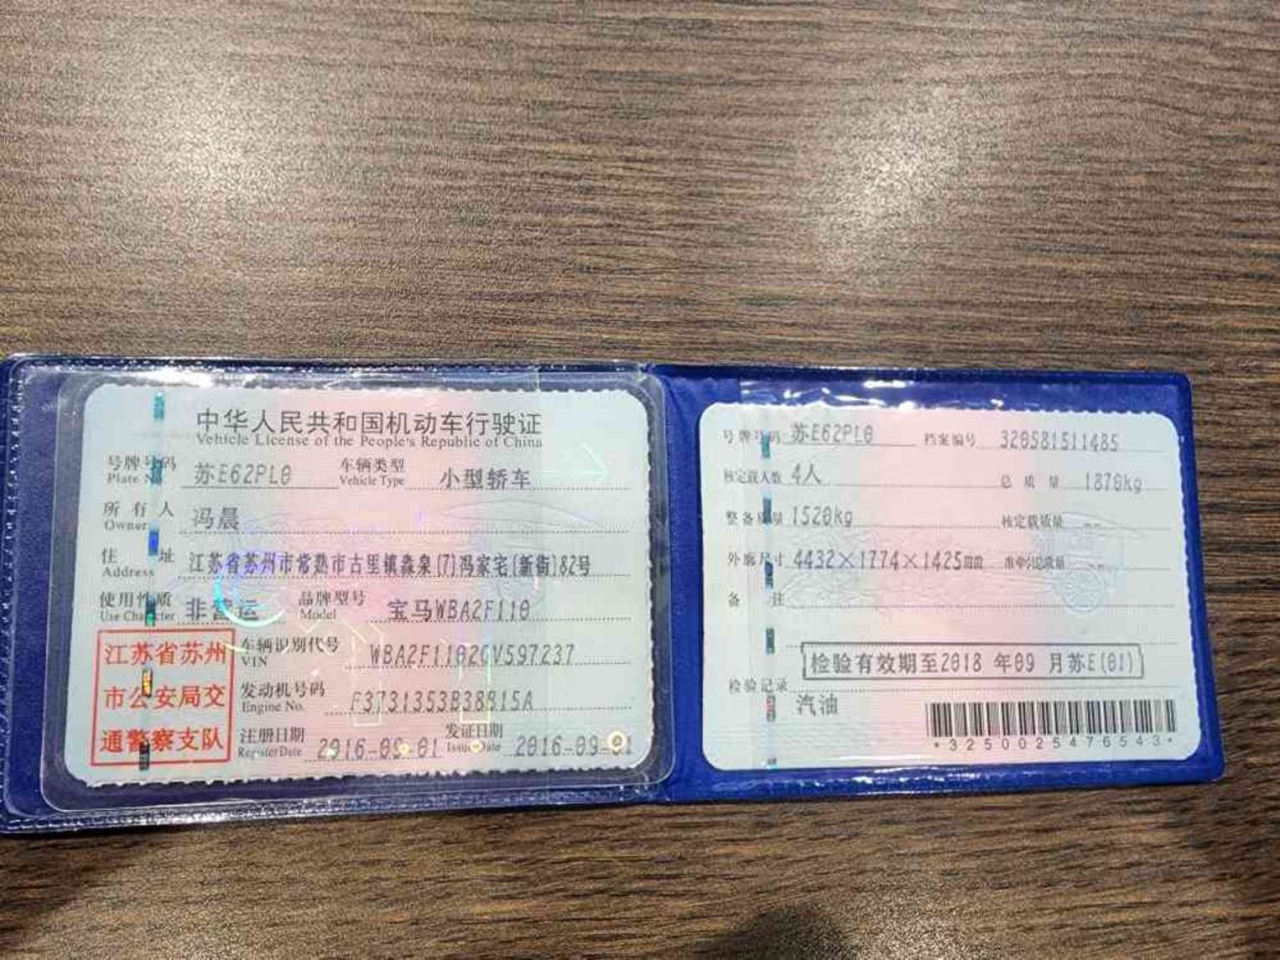 中华人民共和国机动车行驶证
Vehicle License of the People's Republic of China
号牌号码 苏E62PL0 车辆类型 小型轿车
Plate No. Vehicle Type
所有人 冯晨
Owner
住址 江苏省苏州市常熟市古里镇淼泉(7)冯家宅(新街)82号
Address
使用性质 非营运 品牌型号 宝马WBA2F110
Use Character Model
江苏省苏州
市公安局交
通警察支队
车辆识别代号 WBA2F1102GV597237
VIN
发动机号码 F3731353B38B15A
Engine No.
注册日期 2016-09-01 发证日期 2016-09-01
Register Date Issue Date
号牌号码 苏E62PL0 档案编号 320581511485
核定载人数 4人 总质量 1870kg
整备质量 1520kg 核定载质量 --
外廓尺寸 4432×1774×1425mm 准牵引总质量 --
备注
检验有效期至2018 年09 月苏E(01)
检验记录
汽油
*3250025476543*